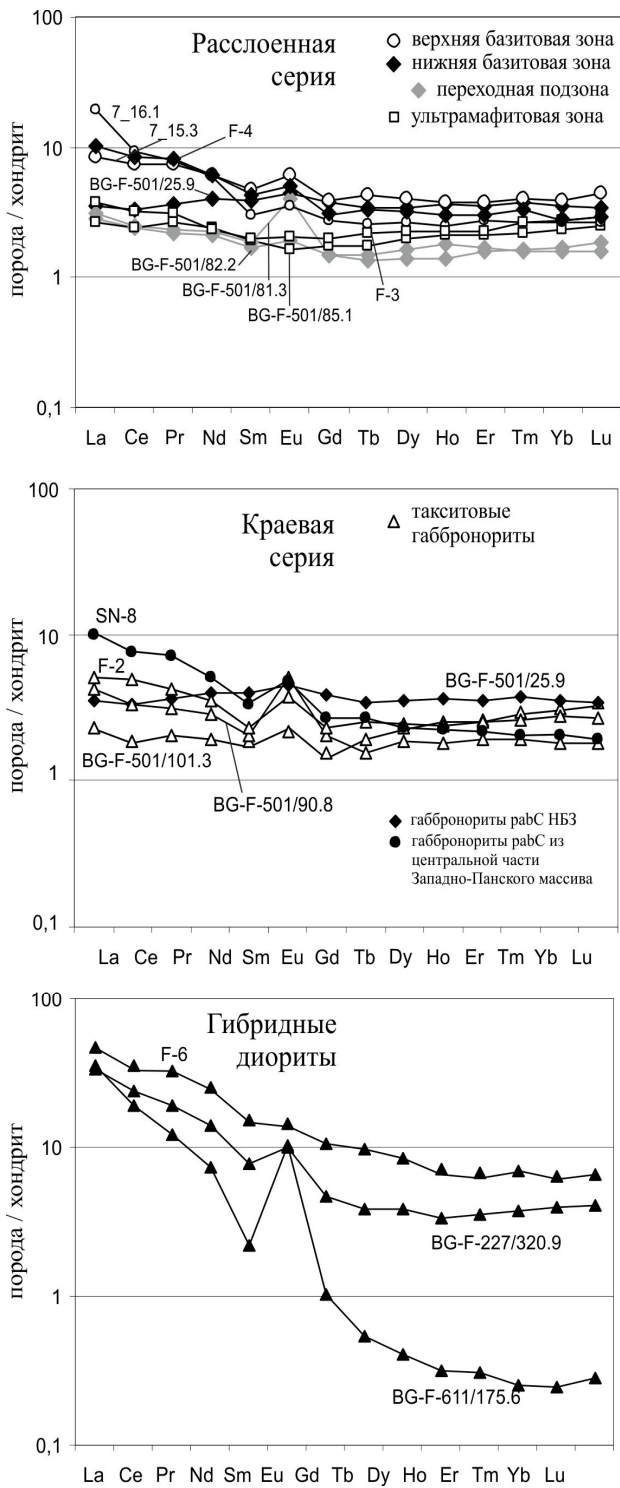 100
10
1
0,1
порода / хондрит
Расслоенная
серия
верхняя базитовая зона
нижняя базитовая зона
переходная подзона
ультрамафитовая зона
7_16.1
7_15.3
F-4
BG-F-501/25.9
BG-F-501/82.2
BG-F-501/81.3
BG-F-501/85.1
F-3
La Ce Pr Nd Sm Eu Gd Tb Dy Ho Er Tm Yb Lu
100
10
1
0,1
порода / хондрит
Краевая
серия
такситовые
габбронориты
SN-8
F-2
BG-F-501/25.9
BG-F-501/101.3
BG-F-501/90.8
габбронориты pabC НБЗ
габбронориты pabC из
центральной части
Западно-Панского массива
La Ce Pr Nd Sm Eu Gd Tb Dy Ho Er Tm Yb Lu
100
10
1
0,1
порода / хондрит
Гибридные
диориты
F-6
BG-F-227/320.9
BG-F-611/175.6
La Ce Pr Nd Sm Eu Gd Tb Dy Ho Er Tm Yb Lu